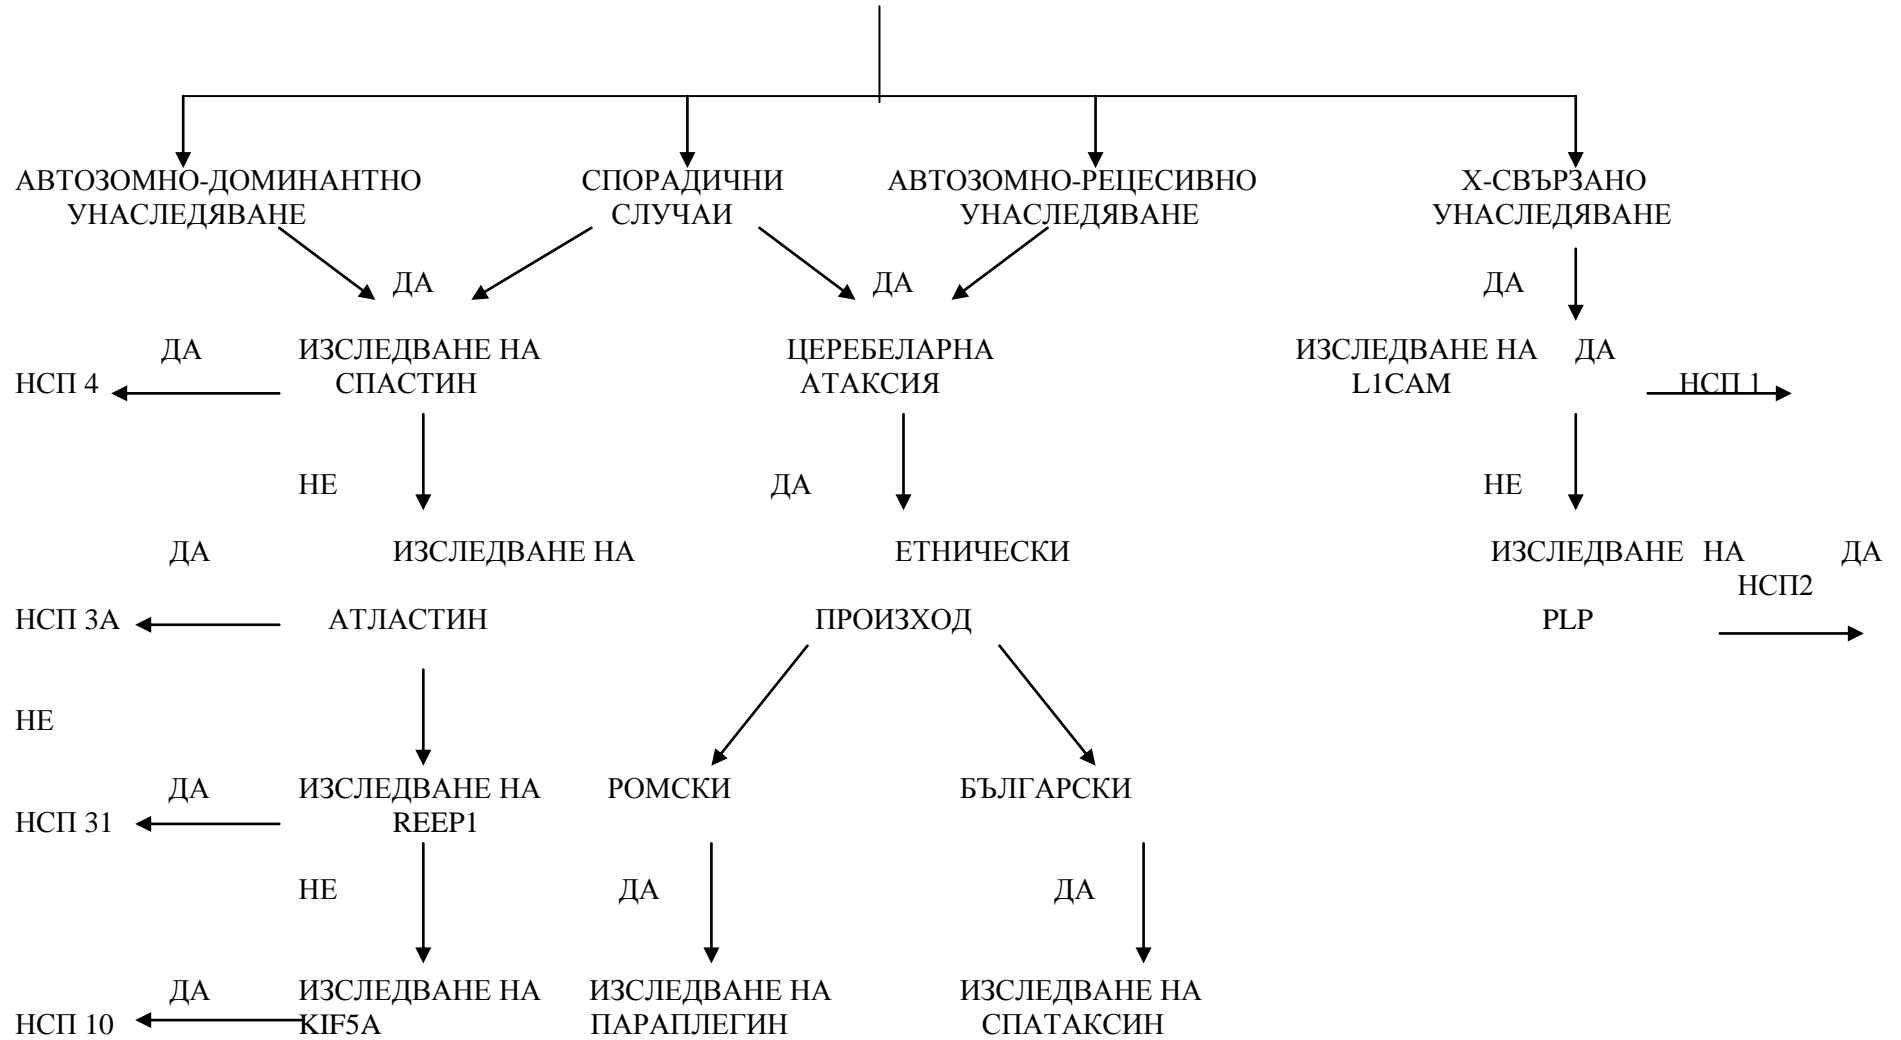 АВТОЗОМНО-ДОМИНАНТНО СПОРАДИЧНИ АВТОЗОМНО-РЕЦЕСИВНО Х-СВЪРЗАНО
УНАСЛЕДЯВАНЕ СЛУЧАИ УНАСЛЕДЯВАНЕ УНАСЛЕДЯВАНЕ
ДА ДА ДА
ДА ИЗСЛЕДВАНЕ НА ЦЕРЕБЕЛАРНА ИЗСЛЕДВАНЕ НА ДА
НСП 4 СПАСТИН АТАКСИЯ L1CAM НСП 1
НЕ ДА НЕ
ДА ИЗСЛЕДВАНЕ НА ЕТНИЧЕСКИ ИЗСЛЕДВАНЕ НА ДА
НСП2
НСП 3А АТЛАСТИН ПРОИЗХОД PLP
НЕ
ДА ИЗСЛЕДВАНЕ НА РОМСКИ БЪЛГАРСКИ
НСП 31 REEP1
НЕ ДА ДА
ДА ИЗСЛЕДВАНЕ НА ИЗСЛЕДВАНЕ НА ИЗСЛЕДВАНЕ НА
НСП 10 KIF5A ПАРАПЛЕГИН СПАТАКСИН